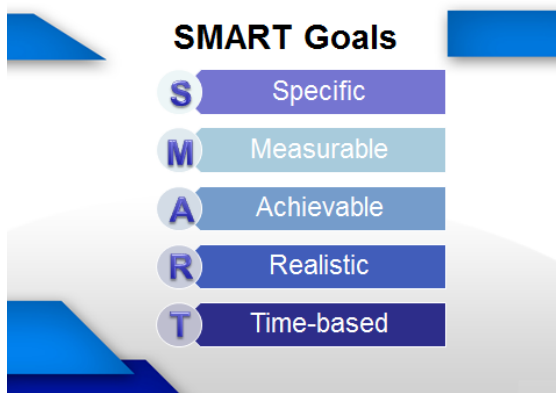 SMART Goals
S Specific
M Measurable
A Achievable
R Realistic
T Time-based